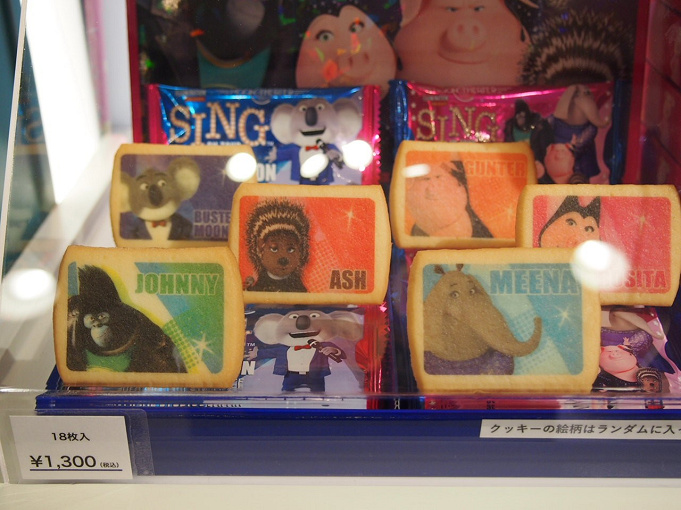 SING
SING
BUSTER
MOON
ASH
GUNTER
JOHNNY
MEENA
18枚入
¥1,300(税込)
クッキーの絵柄はランダムに入